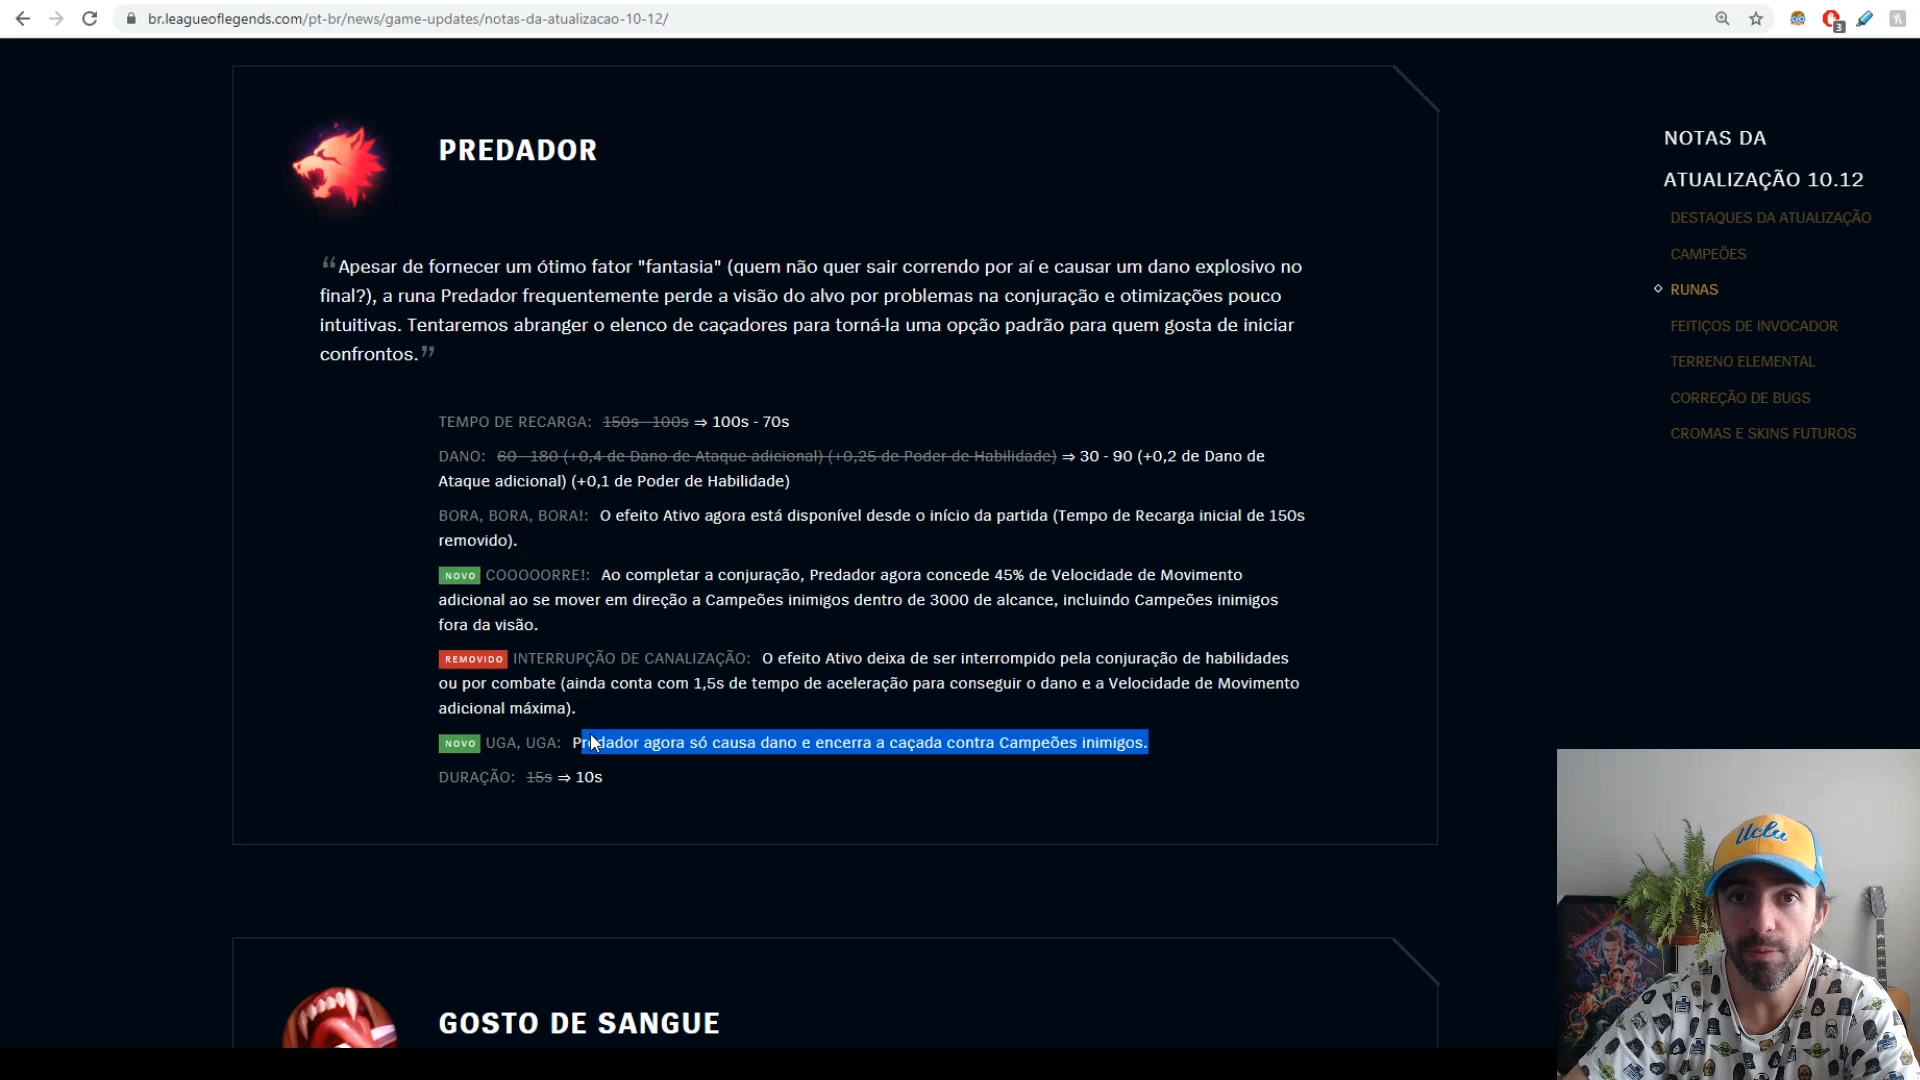 br.leagueoflegends.com/pt-br/news/game-updates/notas-da-atualizacao-10-12/
3
PREDADOR
“Apesar de fornecer um ótimo fator "fantasia" (quem não quer sair correndo por aí e causar um dano explosivo no
final?), a runa Predador frequentemente perde a visão do alvo por problemas na conjuração e otimizações pouco
intuitivas. Tentaremos abranger o elenco de caçadores para torná-la uma opção padrão para quem gosta de iniciar
confrontos.”
TEMPO DE RECARGA: 150s - 100s ⇒ 100s - 70s
DANO: 60 - 180 (+0,4 de Dano de Ataque adicional) (+0,25 de Poder de Habilidade) ⇒ 30 - 90 (+0,2 de Dano de
Ataque adicional) (+0,1 de Poder de Habilidade)
BORA, BORA, BORA!: O efeito Ativo agora está disponível desde o início da partida (Tempo de Recarga inicial de 150s
removido).
NOVO COOOOORRE!: Ao completar a conjuração, Predador agora concede 45% de Velocidade de Movimento
adicional ao se mover em direção a Campeões inimigos dentro de 3000 de alcance, incluindo Campeões inimigos
fora da visão.
REMOVIDO INTERRUPÇÃO DE CANALIZAÇÃO: O efeito Ativo deixa de ser interrompido pela conjuração de habilidades
ou por combate (ainda conta com 1,5s de tempo de aceleração para conseguir o dano e a Velocidade de Movimento
adicional máxima).
NOVO UGA, UGA: Predador agora só causa dano e encerra a caçada contra Campeões inimigos.
DURAÇÃO: 15s ⇒ 10s
GOSTO DE SANGUE
NOTAS DA
ATUALIZAÇÃO 10.12
DESTAQUES DA ATUALIZAÇÃO
CAMPEÕES
RUNAS
FEITIÇOS DE INVOCADOR
TERRENO ELEMENTAL
CORREÇÃO DE BUGS
CROMAS E SKINS FUTUROS
Ucla